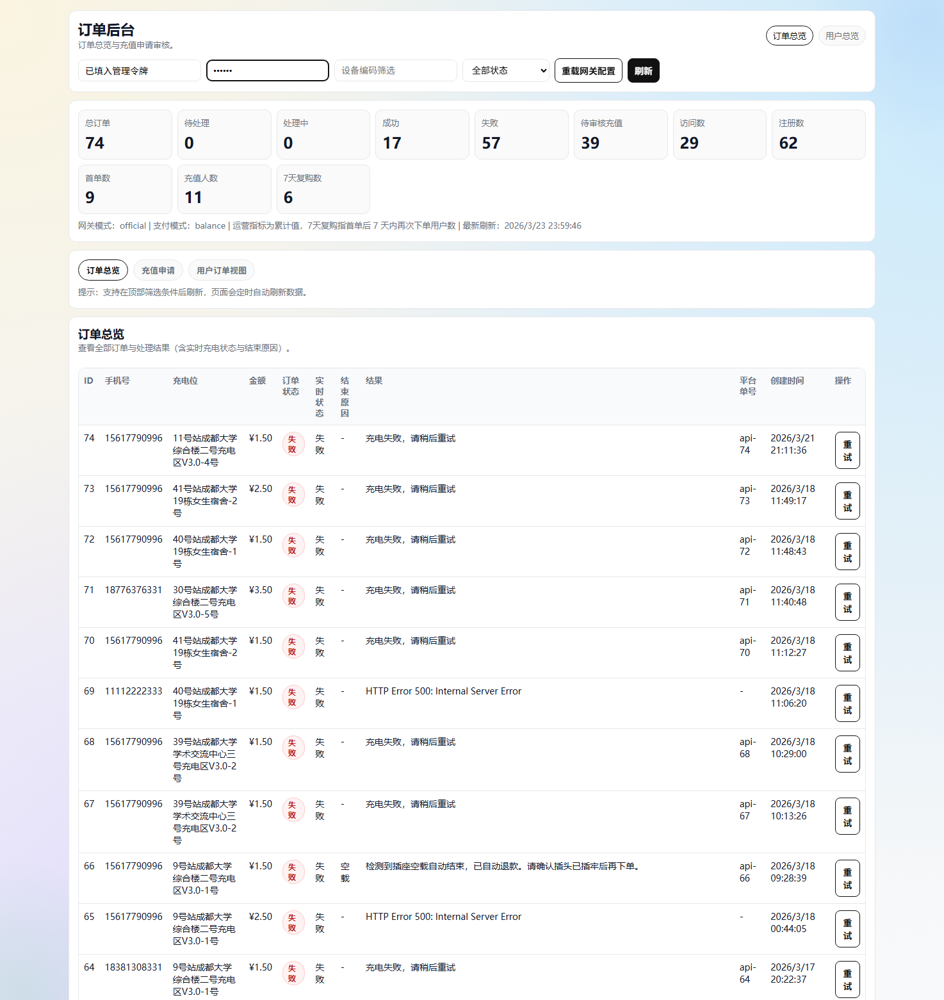 订单后台
订单总览与充值申请审核。
订单总览
用户总览
已填入管理令牌
••••••
设备编码筛选
全部状态
重载网关配置
刷新
总订单
74
待处理
0
处理中
0
成功
17
失败
57
待审核充值
39
访问数
29
注册数
62
首单数
9
充值人数
11
7天复购数
6
网关模式：official | 支付模式：balance | 运营指标为累计值，7天复购指首单后 7 天内再次下单用户数 | 最新刷新：2026/3/23 23:59:46
订单总览
充值申请
用户订单视图
提示：支持在顶部筛选条件后刷新，页面会定时自动刷新数据。
订单总览
查看全部订单与处理结果（含实时充电状态与结束原因）。
ID 手机号 充电位 金额 订单 实 结 结果 平台 创建时间 操作
状态 时 束 单号
状 原
态 因
74 15617790996 11号站成都大学 ¥1.50 失 失 - 充电失败，请稍后重试 api- 2026/3/21 重
综合楼二号充电 败 败 74 21:11:36 试
区V3.0-4号
73 15617790996 41号站成都大学 ¥2.50 失 失 - 充电失败，请稍后重试 api- 2026/3/18 重
19栋女生宿舍-2 败 败 73 11:49:17 试
号
72 15617790996 40号站成都大学 ¥1.50 失 失 - 充电失败，请稍后重试 api- 2026/3/18 重
19栋女生宿舍-1 败 败 72 11:48:43 试
号
71 18776376331 30号站成都大学 ¥3.50 失 失 - 充电失败，请稍后重试 api- 2026/3/18 重
综合楼二号充电 败 败 71 11:40:48 试
区V3.0-5号
70 15617790996 41号站成都大学 ¥1.50 失 失 - 充电失败，请稍后重试 api- 2026/3/18 重
19栋女生宿舍-2 败 败 70 11:12:27 试
号
69 11112222333 40号站成都大学 ¥1.50 失 失 - HTTP Error 500: Internal Server Error - 2026/3/18 重
19栋女生宿舍-1 败 败 11:06:20 试
号
68 15617790996 39号站成都大学 ¥1.50 失 失 - 充电失败，请稍后重试 api- 2026/3/18 重
学术交流中心三 败 败 68 10:29:00 试
号充电区V3.0-2
号
67 15617790996 39号站成都大学 ¥1.50 失 失 - 充电失败，请稍后重试 api- 2026/3/18 重
学术交流中心三 败 败 67 10:13:26 试
号充电区V3.0-2
号
66 15617790996 9号站成都大学 ¥1.50 失 失 空 检测到插座空载自动结束，已自动退款。请确认插头已插牢后再下单。 api- 2026/3/18 重
综合楼二号充电 败 败 载 66 09:28:39 试
区V3.0-1号
65 15617790996 9号站成都大学 ¥2.50 失 失 - HTTP Error 500: Internal Server Error - 2026/3/18 重
综合楼二号充电 败 败 00:44:05 试
区V3.0-1号
64 18381308331 9号站成都大学 ¥1.50 失 失 - 充电失败，请稍后重试 api- 2026/3/17 重
综合楼二号充电 败 败 64 20:22:37 试
区V3.0-1号